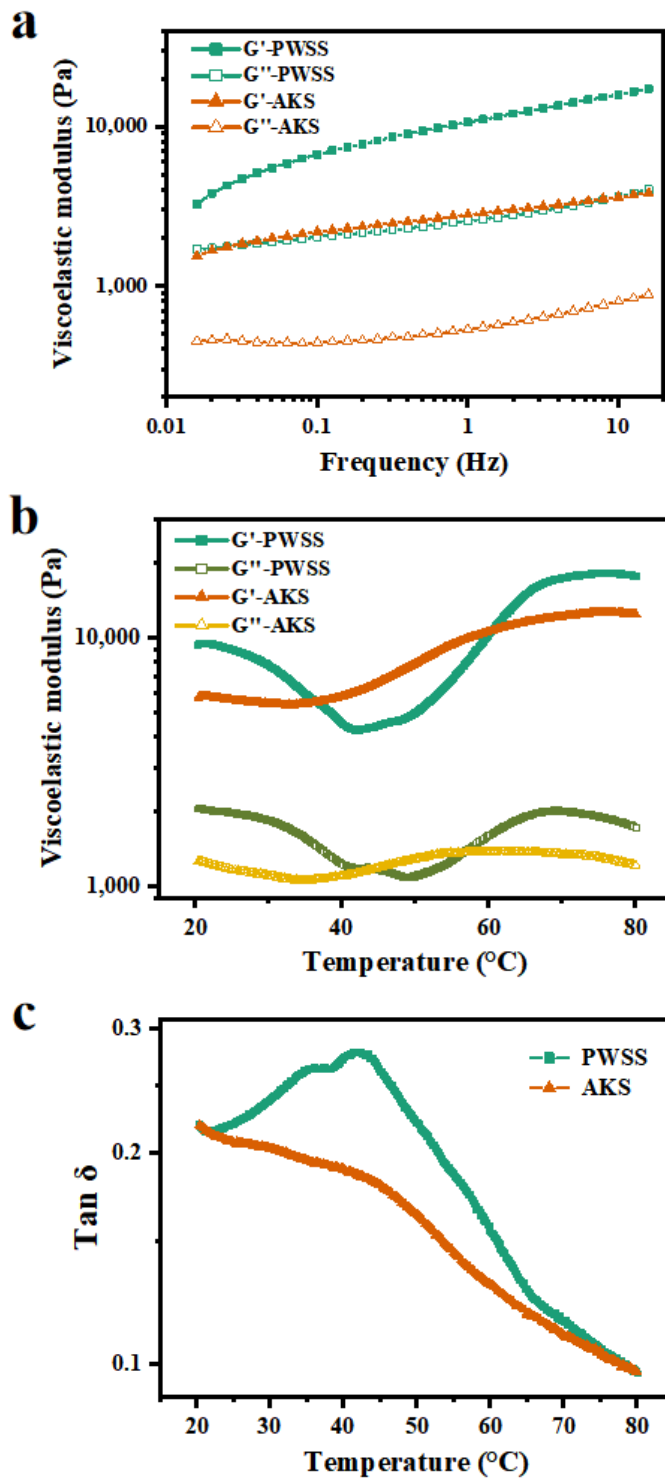 a
G'-PWSS
G''-PWSS
G'-AKS
G''-AKS
Viscoelastic modulus (Pa)
10,000
1,000
0.01 0.1 1 10
Frequency (Hz)
b
G'-PWSS
G''-PWSS
G'-AKS
G''-AKS
Viscoelastic modulus (Pa)
10,000
1,000
20 40 60 80
Temperature (°C)
c
PWSS
AKS
Tan δ
0.3
0.2
0.1
20 30 40 50 60 70 80
Temperature (°C)